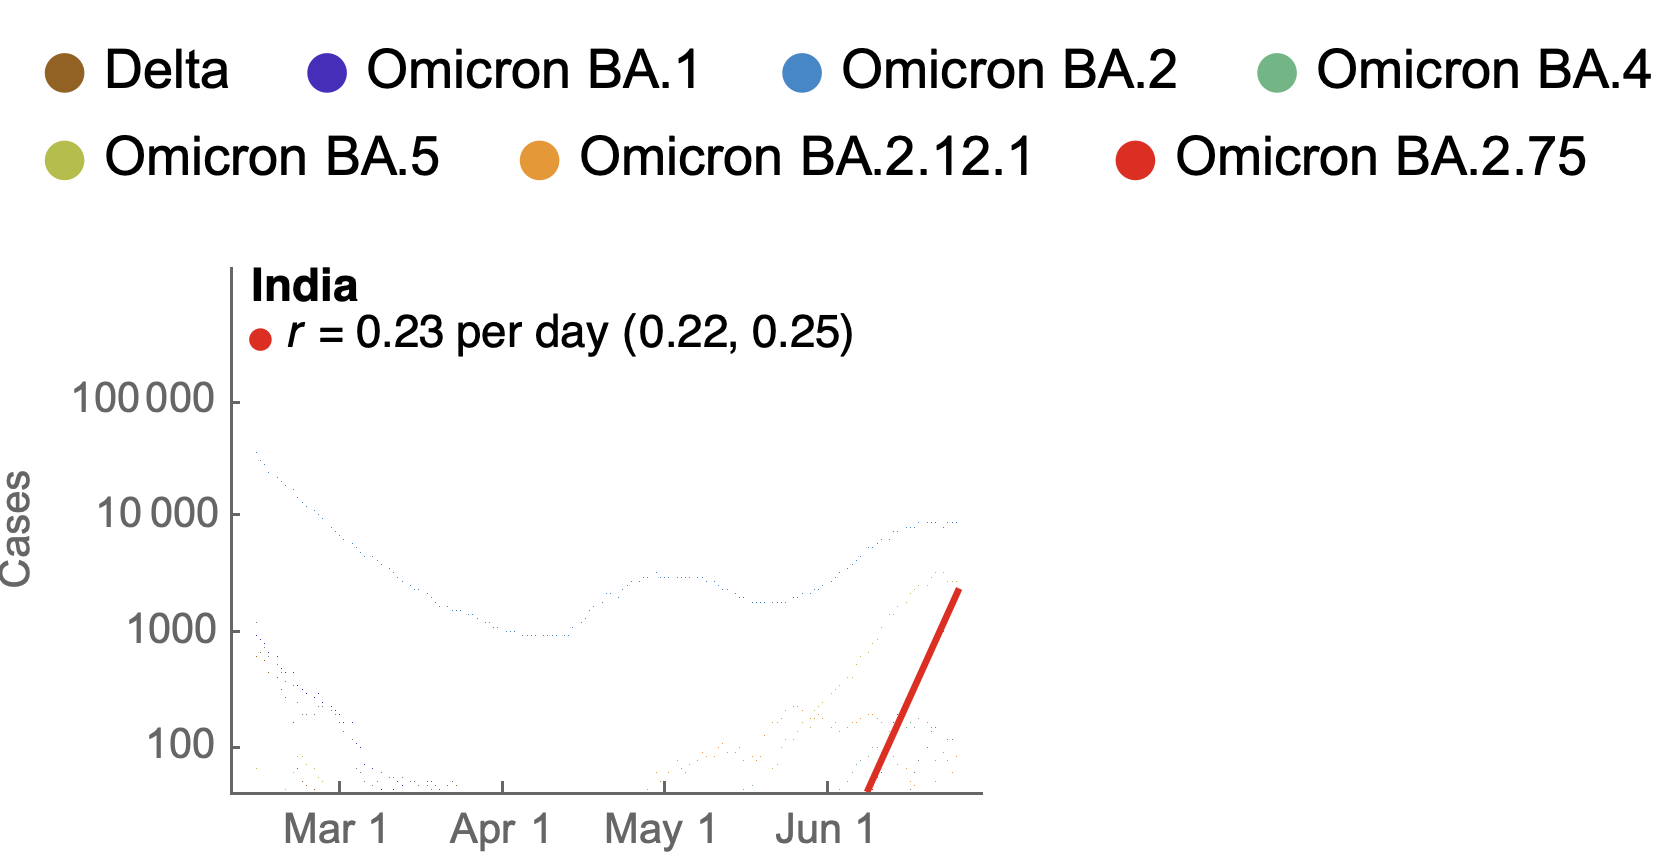 Delta Omicron BA.1 Omicron BA.2 Omicron BA.4
Omicron BA.5 Omicron BA.2.12.1 Omicron BA.2.75
India
r = 0.23 per day (0.22, 0.25)
100 000
10 000
1000
100
Cases
Mar 1 Apr 1 May 1 Jun 1